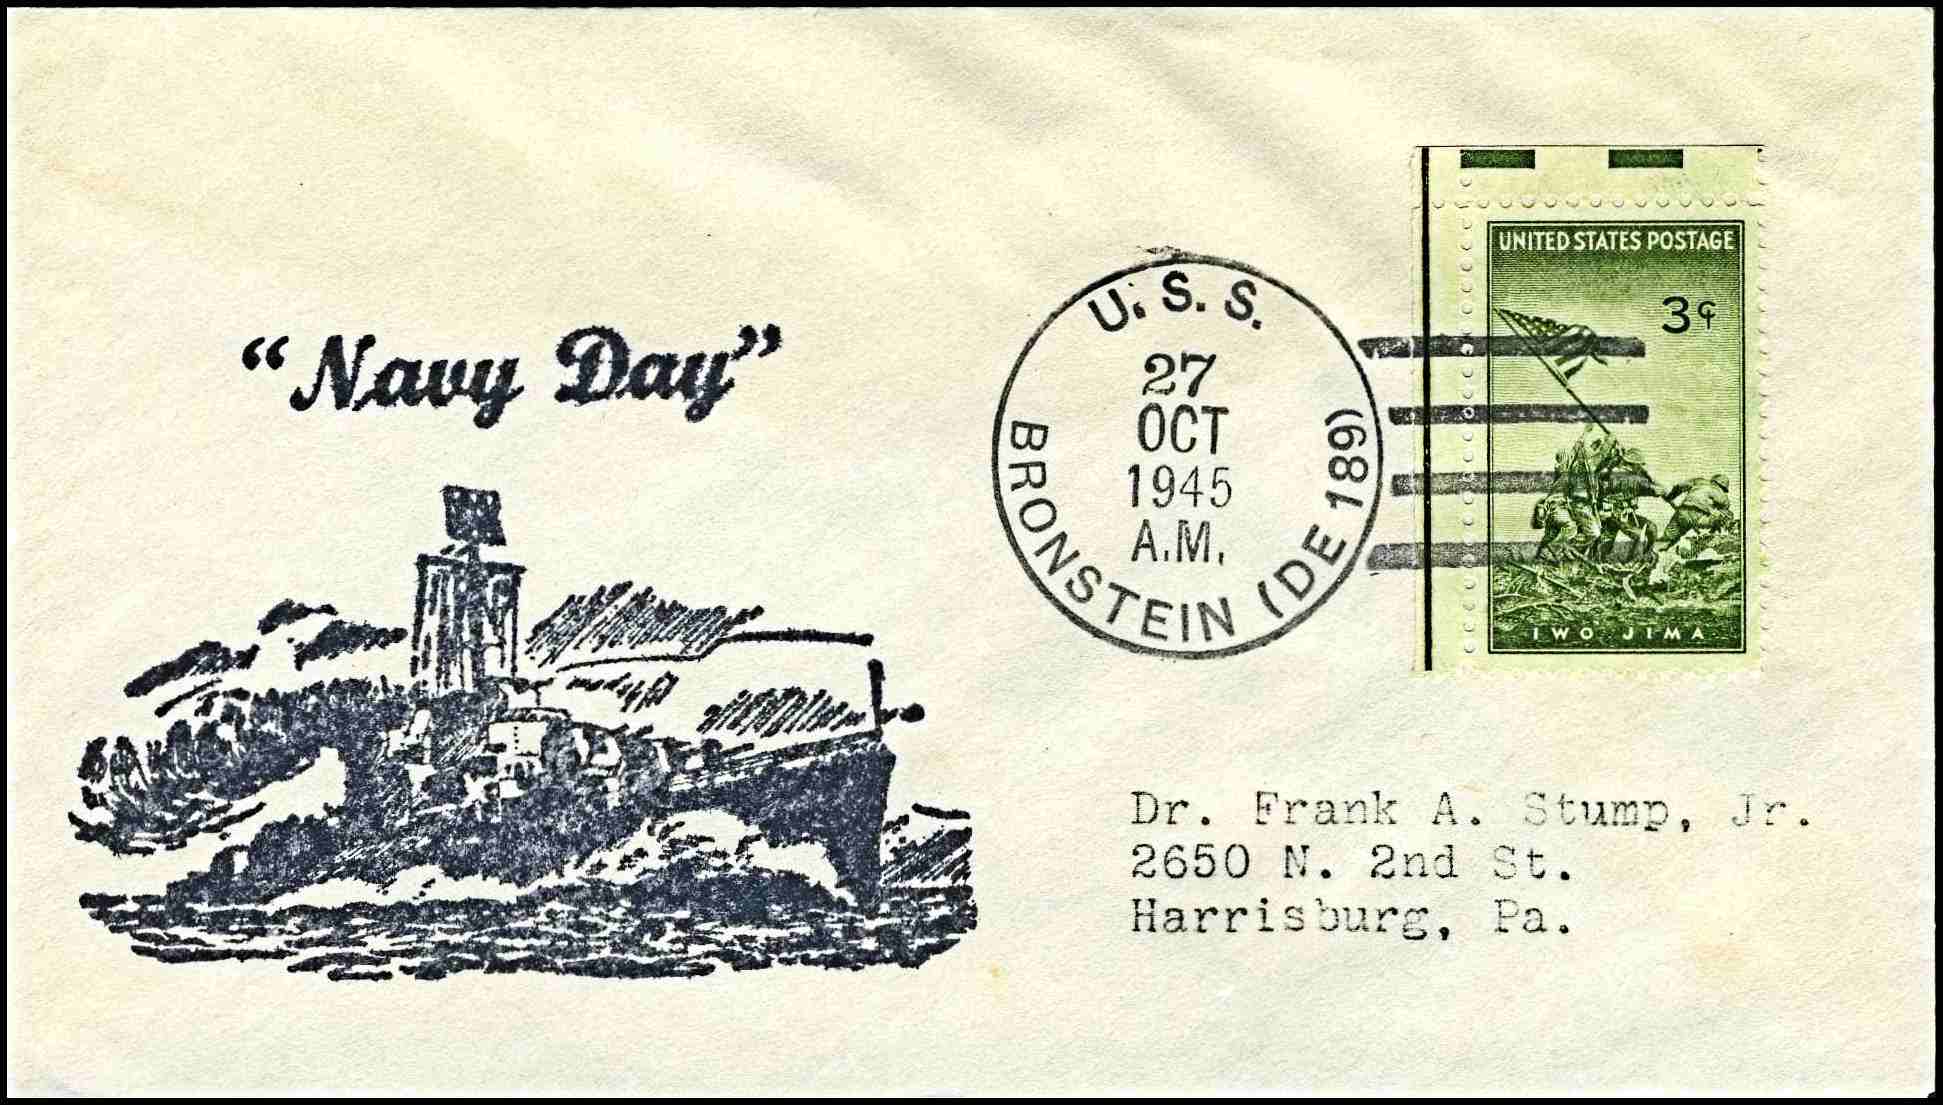 “Navy Day”
U.S.S.
27
OCT
1945
A.M.
BRONSTEIN (DE 189)
UNITED STATES POSTAGE
3¢
IWO JIMA
Dr. Frank A. Stump, Jr.
2650 N. 2nd St.
Harrisburg, Pa.